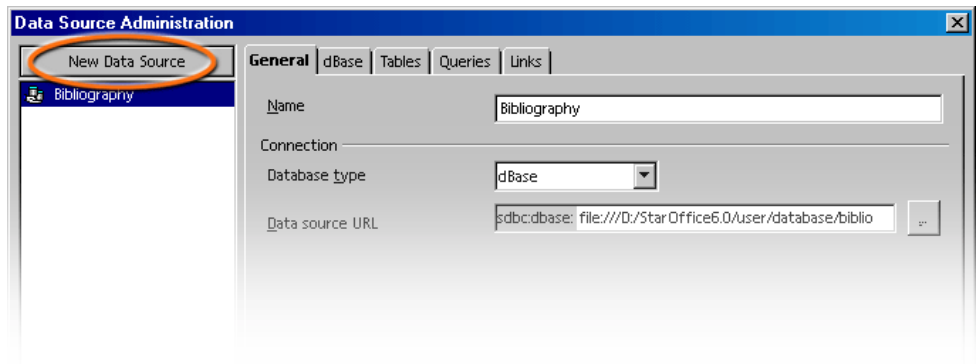 Data Source Administration
New Data Source
Bibliography
General dBase Tables Queries Links
Name Bibliography
Connection
Database type dBase
Data source URL sdbc:dbase: file:///D:/StarOffice6.0/user/database/biblio ...